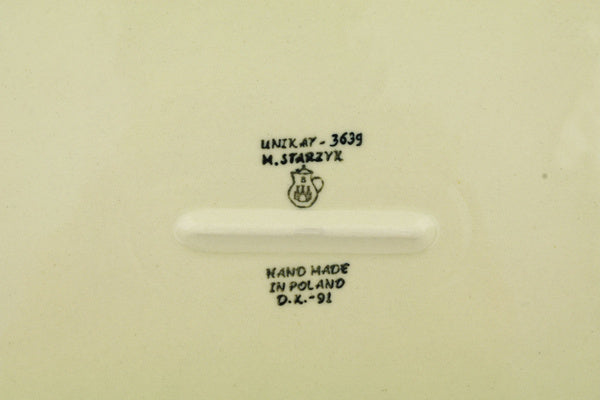 UNIKAT - 3639
M. STARZYK
HAND MADE
IN POLAND
D.K.-91